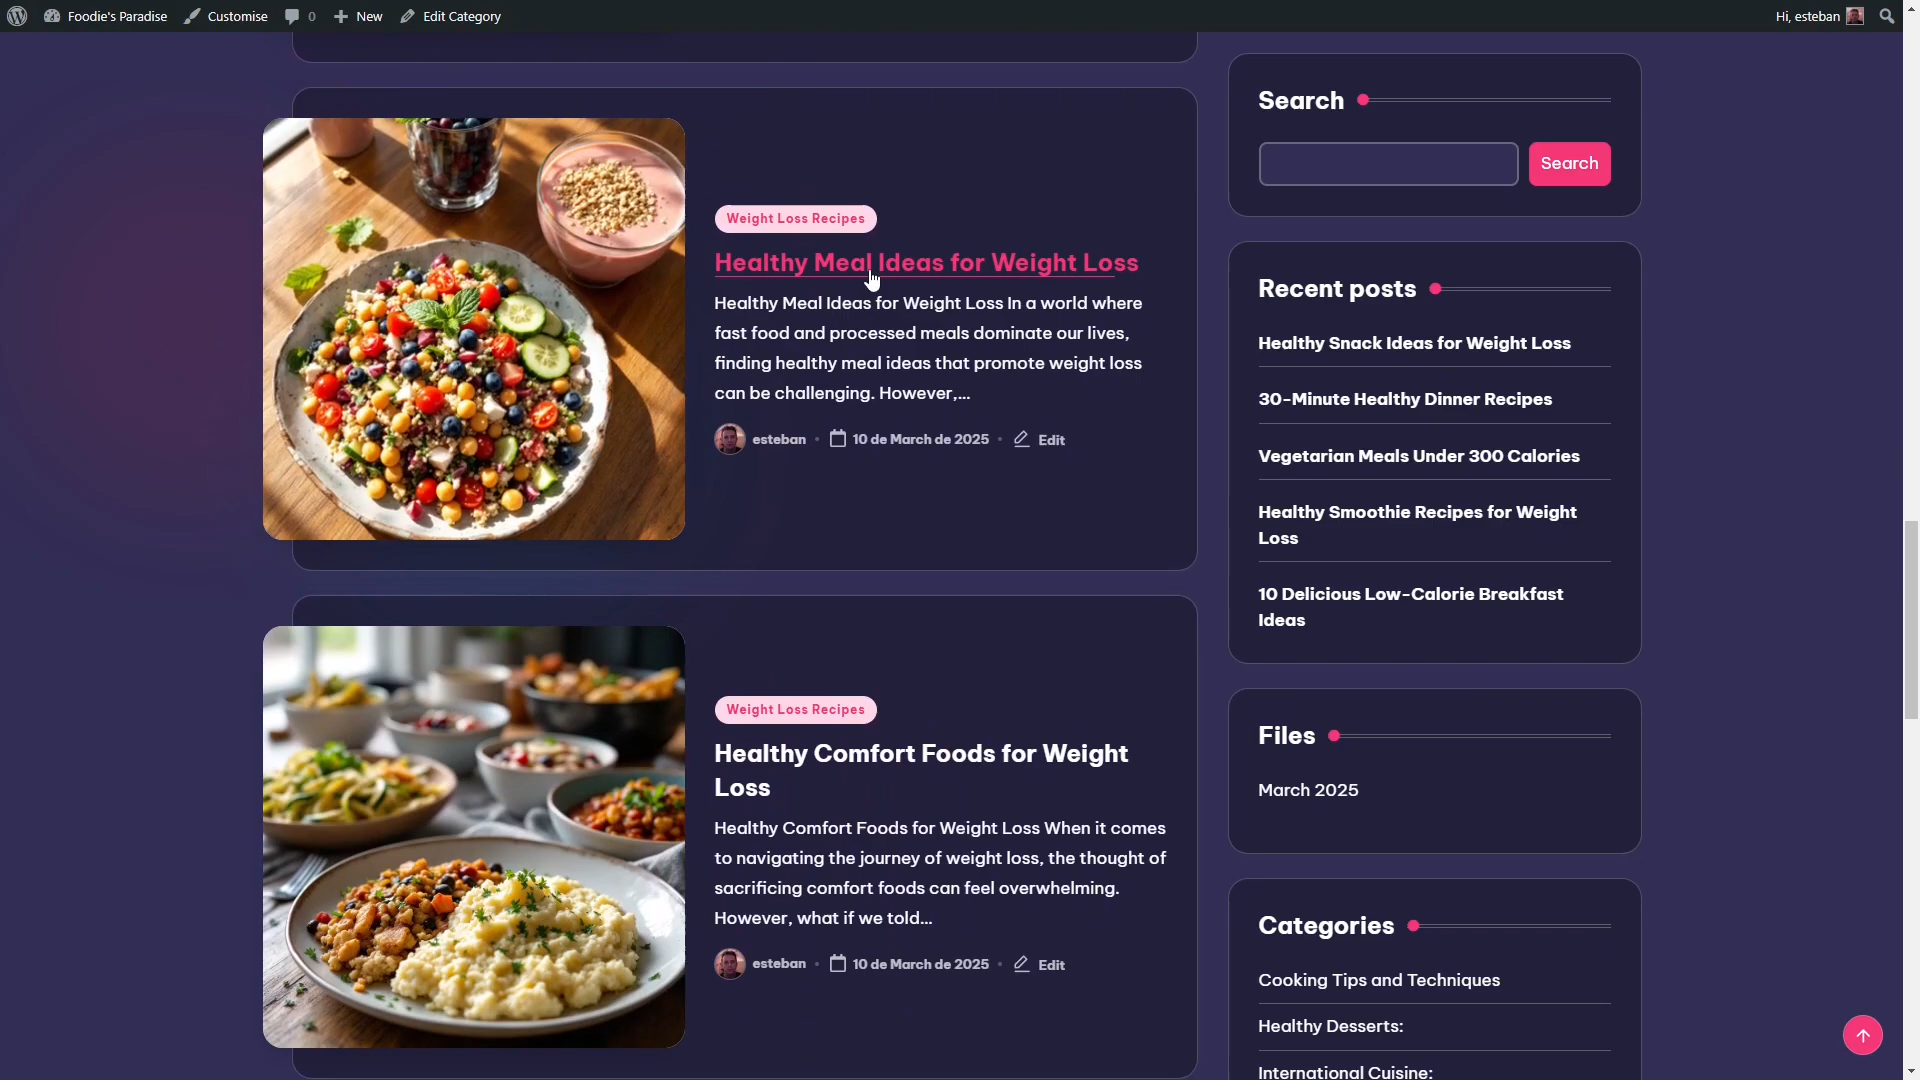 Foodie's Paradise
Customise
0
New
Edit Category
Hi, esteban
Weight Loss Recipes
Healthy Meal Ideas for Weight Loss
Healthy Meal Ideas for Weight Loss In a world where
fast food and processed meals dominate our lives,
finding healthy meal ideas that promote weight loss
can be challenging. However,...
esteban
10 de March de 2025
Edit
Weight Loss Recipes
Healthy Comfort Foods for Weight
Loss
Healthy Comfort Foods for Weight Loss When it comes
to navigating the journey of weight loss, the thought of
sacrificing comfort foods can feel overwhelming.
However, what if we told...
esteban
10 de March de 2025
Edit
Search
Search
Recent posts
Healthy Snack Ideas for Weight Loss
30-Minute Healthy Dinner Recipes
Vegetarian Meals Under 300 Calories
Healthy Smoothie Recipes for Weight
Loss
10 Delicious Low-Calorie Breakfast
Ideas
Files
March 2025
Categories
Cooking Tips and Techniques
Healthy Desserts:
International Cuisine: